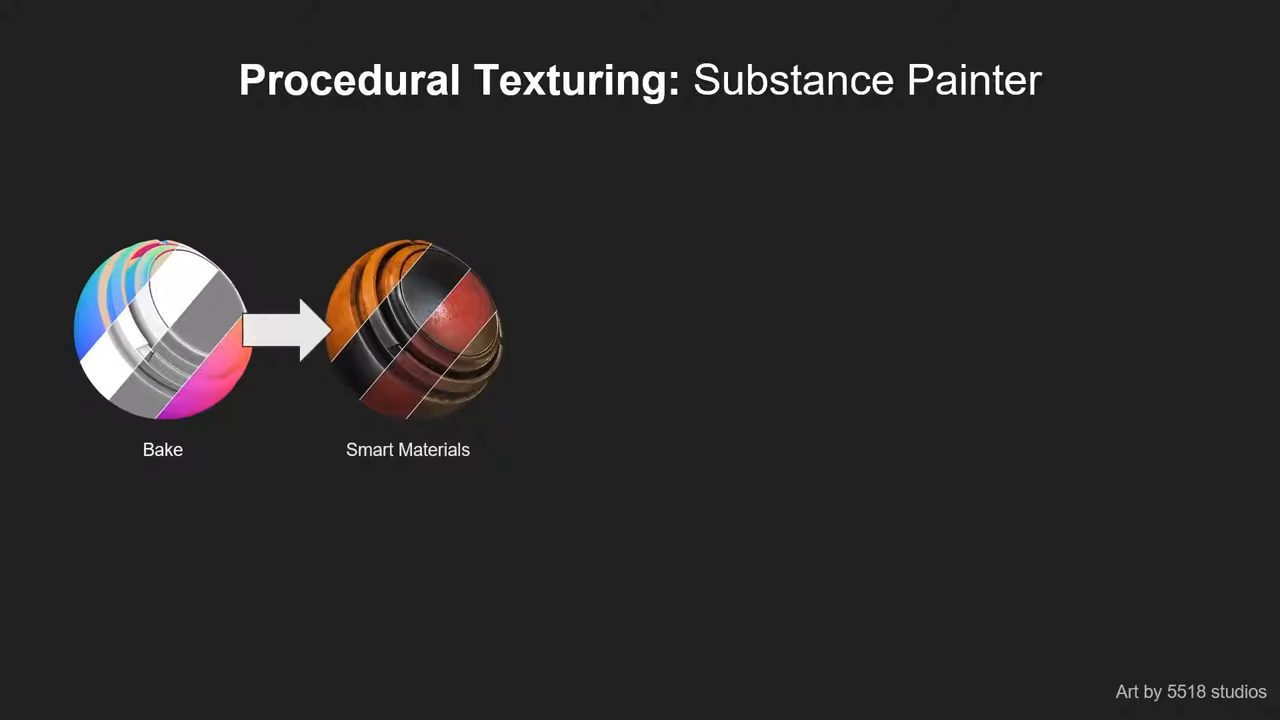 Procedural Texturing: Substance Painter
Bake
Smart Materials
Art by 5518 studios